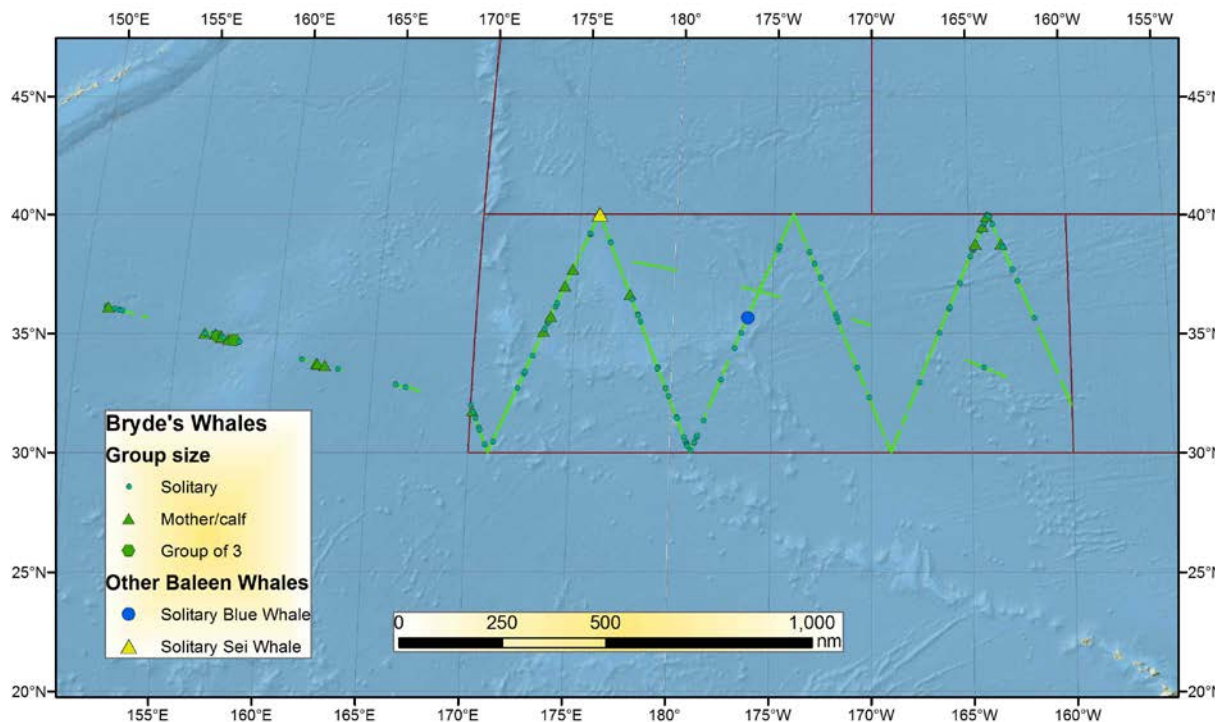 150°E 155°E 160°E 165°E 170°E 175°E 180° 175°W 170°W 165°W 160°W 155°W
45°N 45°N
40°N 40°N
35°N 35°N
30°N 30°N
Bryde's Whales
Group size
Solitary
Mother/calf
Group of 3
Other Baleen Whales
Solitary Blue Whale
Solitary Sei Whale
25°N 25°N
0 250 500 1,000
nm
20°N 20°N
155°E 160°E 165°E 170°E 175°E 180° 175°W 170°W 165°W 160°W